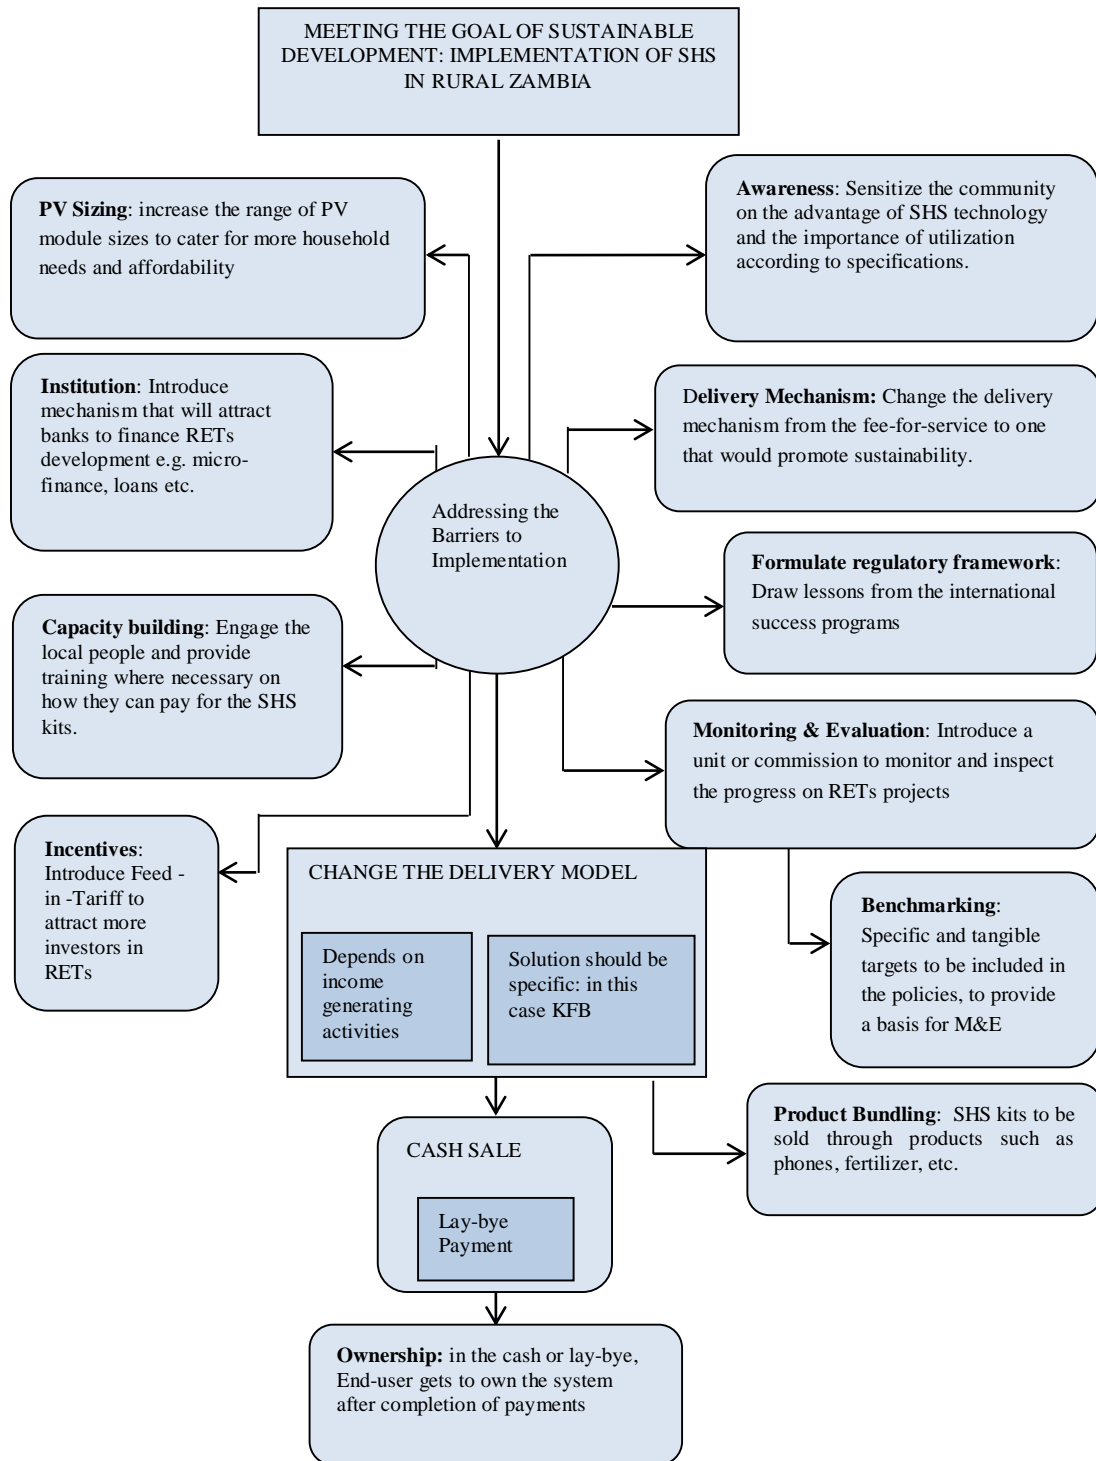 MEETING THE GOAL OF SUSTAINABLE
DEVELOPMENT: IMPLEMENTATION OF SHS
IN RURAL ZAMBIA
PV Sizing: increase the range of PV
module sizes to cater for more household
needs and affordability
Awareness: Sensitize the community
on the advantage of SHS technology
and the importance of utilization
according to specifications.
Institution: Introduce
mechanism that will attract
banks to finance RETs
development e.g. micro-
finance, loans etc.
Delivery Mechanism: Change the delivery
mechanism from the fee-for-service to one
that would promote sustainability.
Addressing the
Barriers to
Implementation
Formulate regulatory framework:
Draw lessons from the international
success programs
Capacity building: Engage the
local people and provide
training where necessary on
how they can pay for the SHS
kits.
Monitoring & Evaluation: Introduce a
unit or commission to monitor and inspect
the progress on RETs projects
Incentives:
Introduce Feed -
in -Tariff to
attract more
investors in
RETs
CHANGE THE DELIVERY MODEL
Depends on
income
generating
activities
Solution should be
specific: in this
case KFB
Benchmarking:
Specific and tangible
targets to be included in
the policies, to provide
a basis for M&E
Product Bundling: SHS kits to be
sold through products such as
phones, fertilizer, etc.
CASH SALE
Lay-bye
Payment
Ownership: in the cash or lay-bye,
End-user gets to own the system
after completion of payments